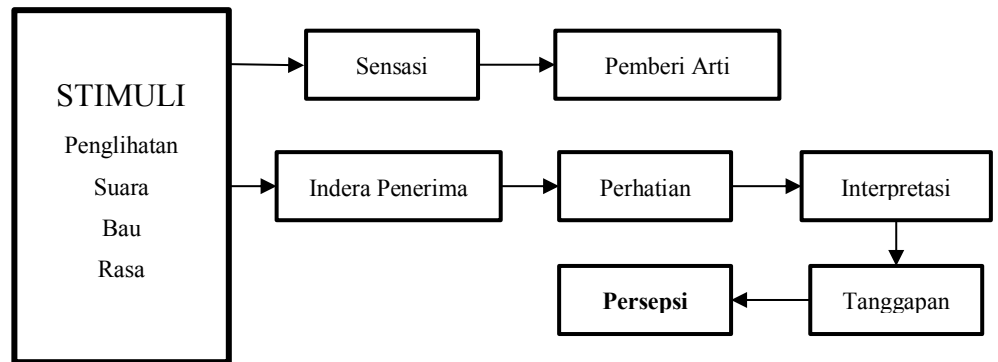 STIMULI
Penglihatan
Suara
Bau
Rasa
Sensasi
Pemberi Arti
Indera Penerima
Perhatian
Interpretasi
Tanggapan
Persepsi